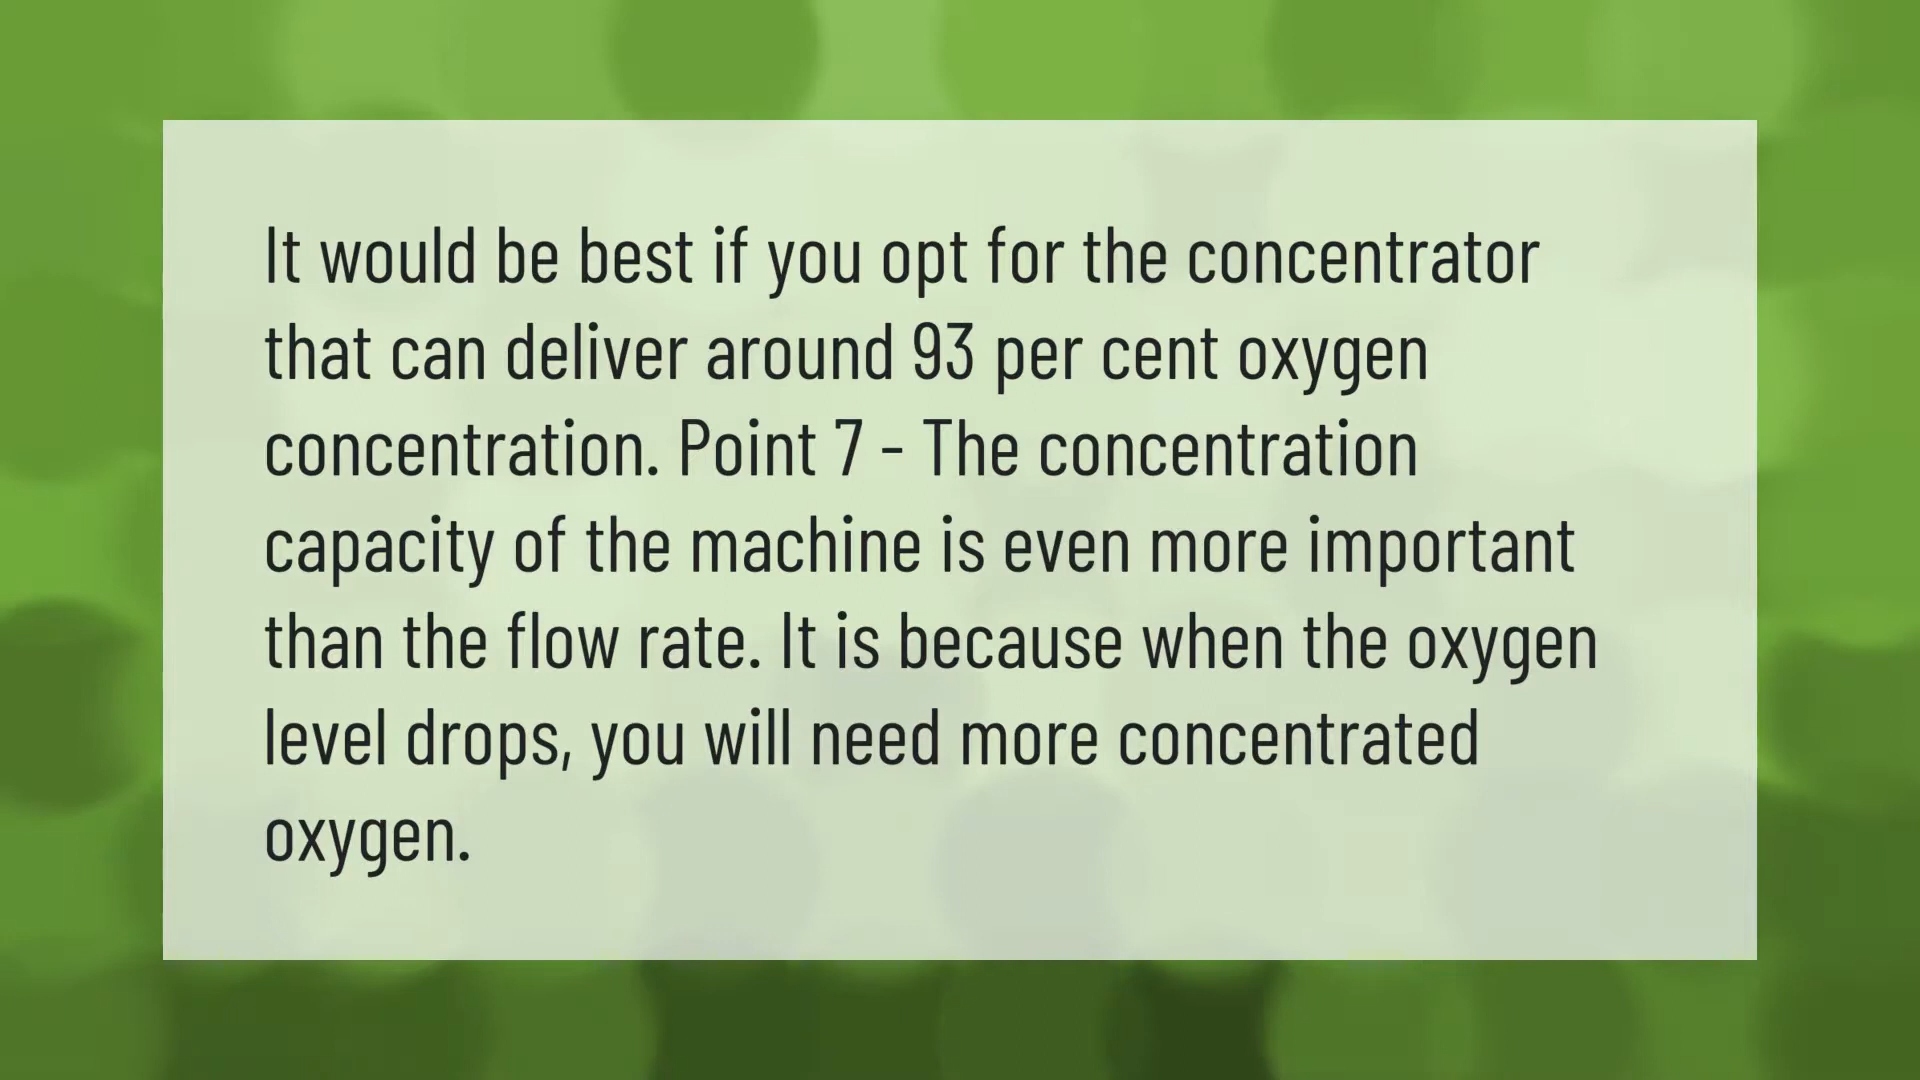 It would be best if you opt for the concentrator
that can deliver around 93 per cent oxygen
concentration. Point 7 - The concentration
capacity of the machine is even more important
than the flow rate. It is because when the oxygen
level drops, you will need more concentrated
oxygen.